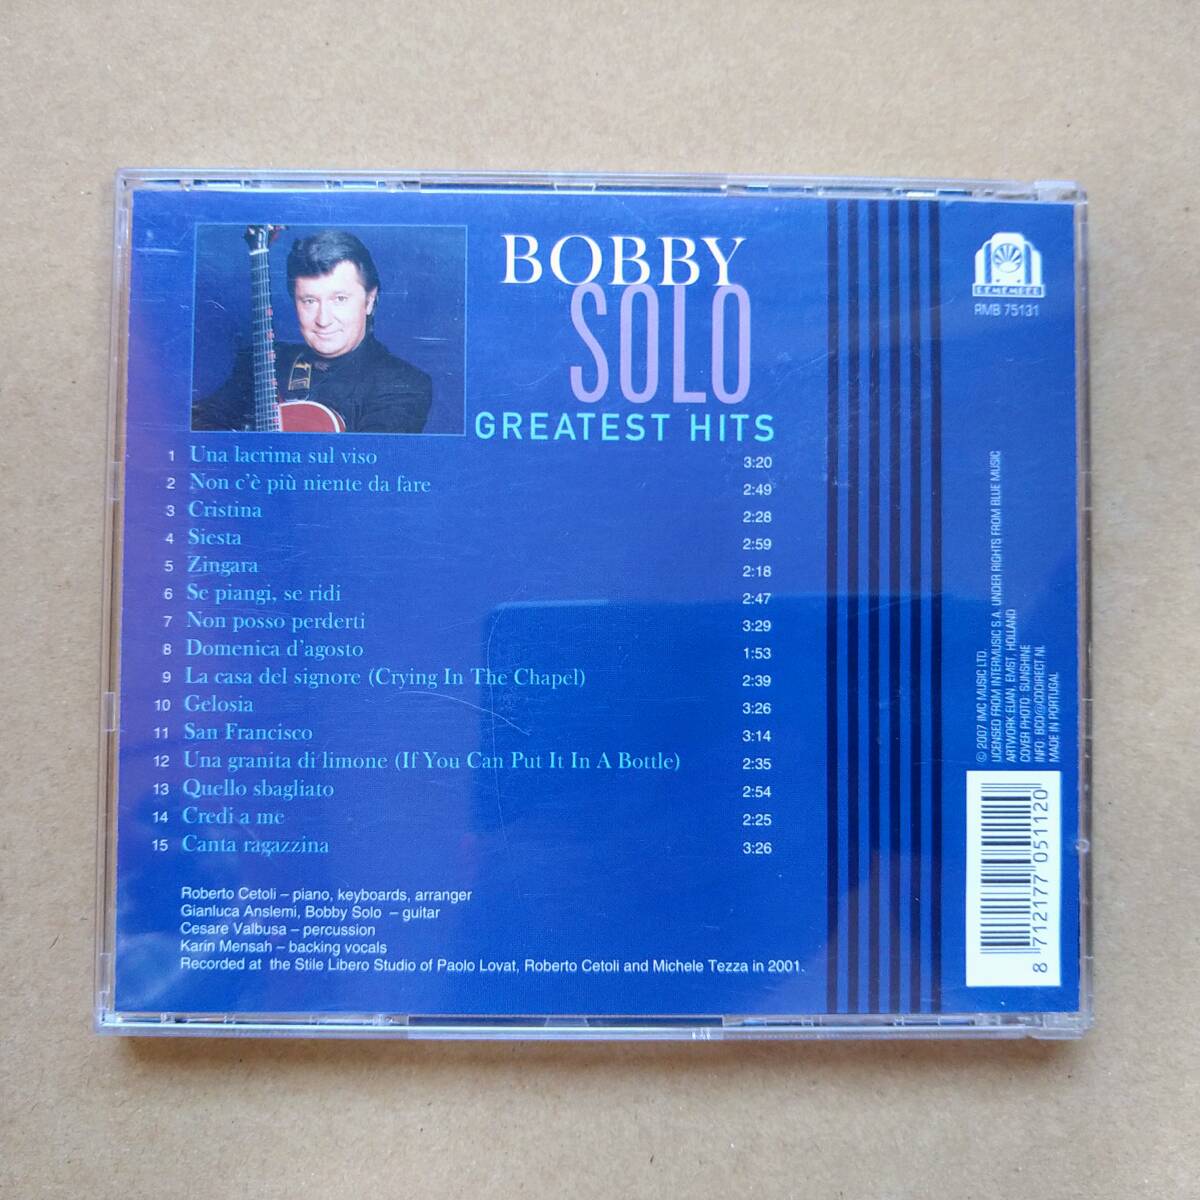 BOBBY
SOLO
GREATEST HITS
REMEMBER
RMB 75131
1 Una lacrima sul viso 3:20
2 Non c'è più niente da fare 2:49
3 Cristina 2:28
4 Siesta 2:59
5 Zingara 2:18
6 Se piangi, se ridi 2:47
7 Non posso perderti 3:29
8 Domenica d'agosto 1:53
9 La casa del signore (Crying In The Chapel) 2:39
10 Gelosia 3:26
11 San Francisco 3:14
12 Una granita di limone (If You Can Put It In A Bottle) 2:35
13 Quello sbagliato 2:54
14 Credi a me 2:25
15 Canta ragazzina 3:26
Roberto Cetoli – piano, keyboards, arranger
Gianluca Anslemi, Bobby Solo – guitar
Cesare Valbusa – percussion
Karin Mensah – backing vocals
Recorded at the Stile Libero Studio of Paolo Lovat, Roberto Cetoli and Michele Tezza in 2001.
© 2007 IMC MUSIC LTD.
LICENSED FROM INTERMUSIC S.A. UNDER RIGHTS FROM BLUE MUSIC
ARTWORK ELIAN, EMST, HOLLAND
COVER PHOTO: SUNSHINE
INFO: BCD@CDDIRECT.NL
MADE IN PORTUGAL
8 712177 051120